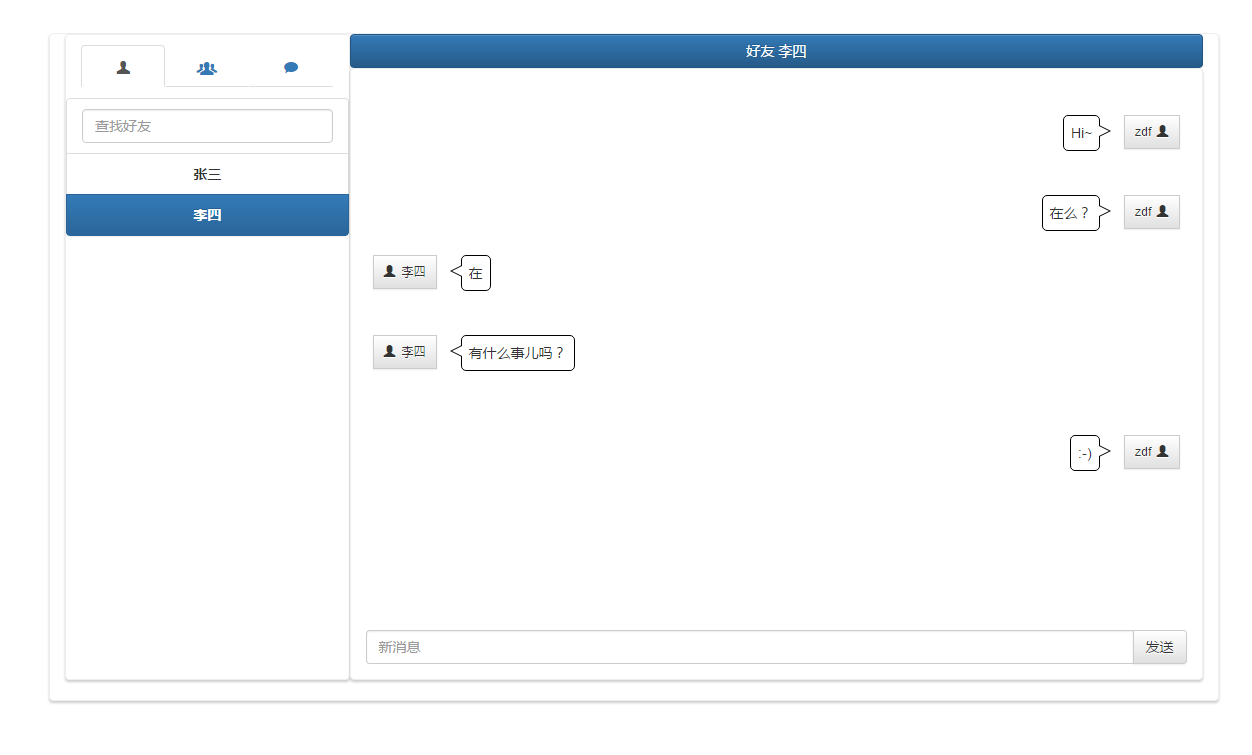 查找好友
张三
李四
好友 李四
Hi~ zdf
在么？ zdf
李四 在
李四 有什么事儿吗？
:-) zdf
新消息 发送